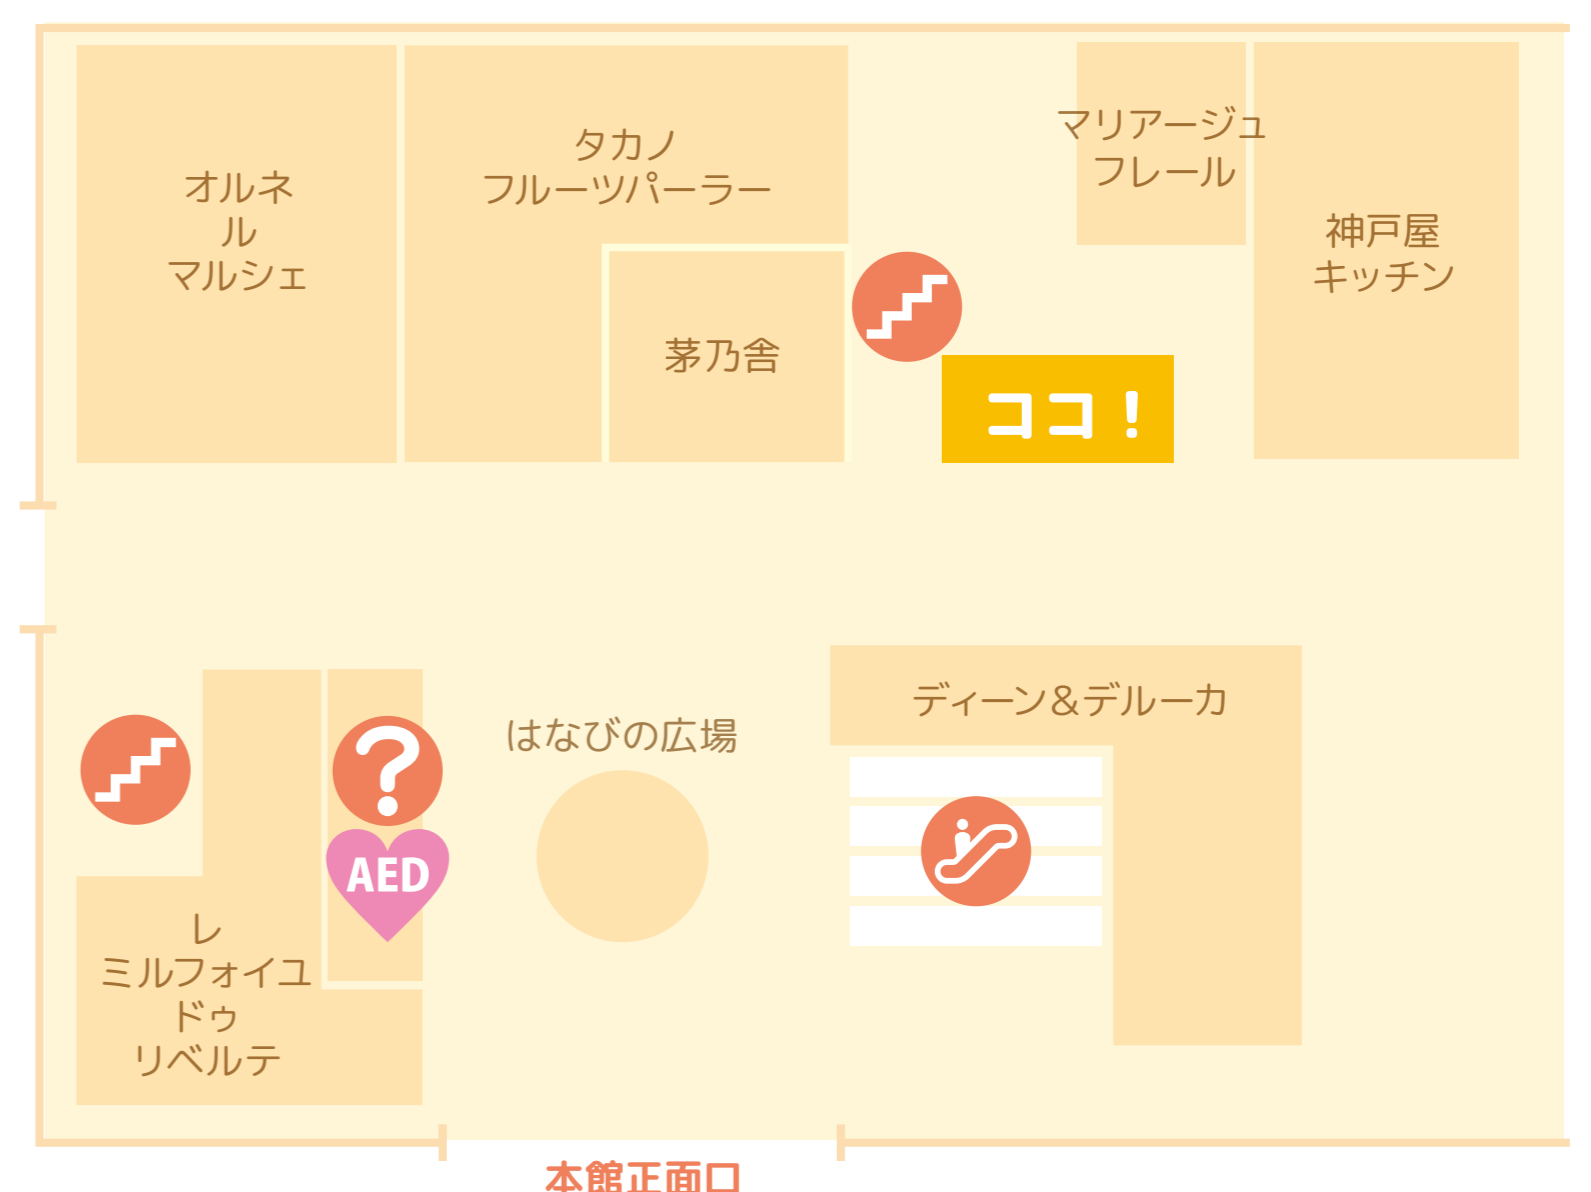 オルネ
ル
マルシェ
タカノ
フルーツパーラー
茅乃舎
マリアージュ
フレール
神戸屋
キッチン
ココ！
ディーン＆デルーカ
はなびの広場
?
AED
レ
ミルフォイユ
ドゥ
リベルテ
本館正面口